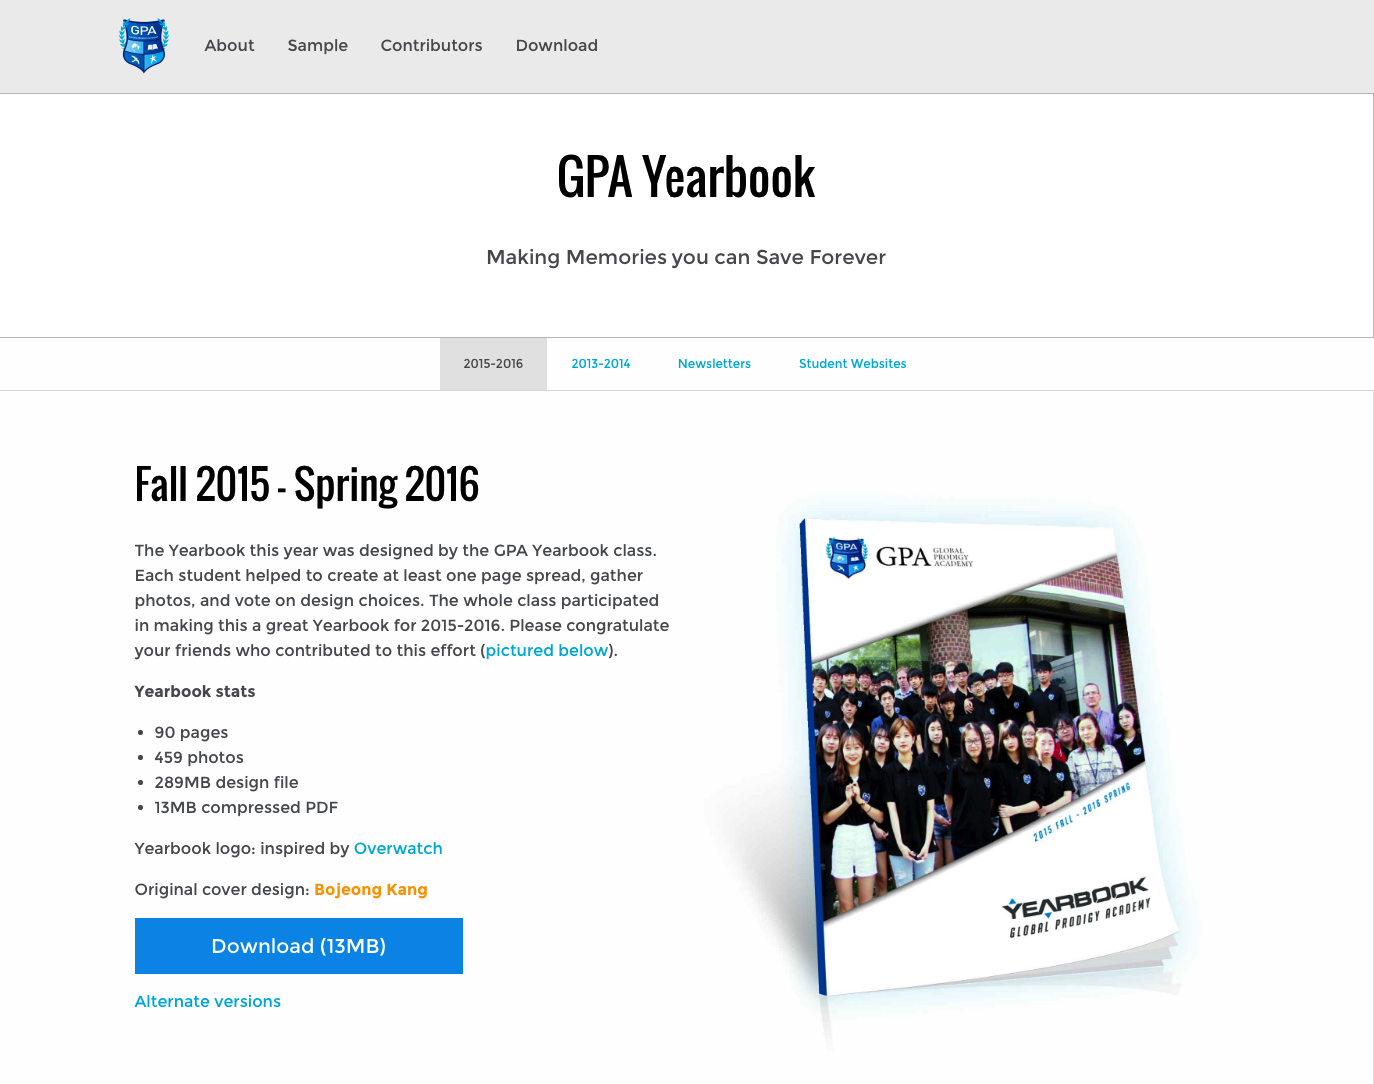 GPA
About
Sample
Contributors
Download
GPA Yearbook
Making Memories you can Save Forever
2015-2016
2013-2014
Newsletters
Student Websites
Fall 2015 - Spring 2016
The Yearbook this year was designed by the GPA Yearbook class.
Each student helped to create at least one page spread, gather
photos, and vote on design choices. The whole class participated
in making this a great Yearbook for 2015-2016. Please congratulate
your friends who contributed to this effort (pictured below).
Yearbook stats
• 90 pages
• 459 photos
• 289MB design file
• 13MB compressed PDF
Yearbook logo: inspired by Overwatch
Original cover design: Bojeong Kang
Download (13MB)
Alternate versions
GPA
GPA
GLOBAL
PRODIGY
ACADEMY
2015 FALL - 2016 SPRING
YEARBOOK
GLOBAL PRODIGY ACADEMY